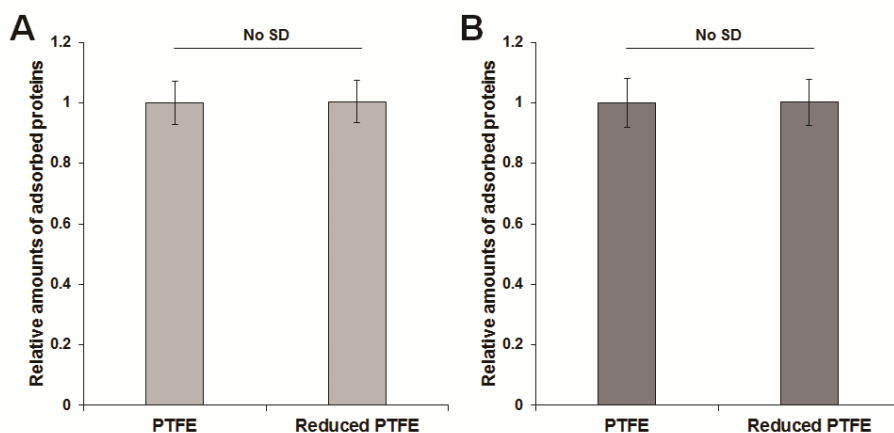 A
No SD
Relative amounts of adsorbed proteins
1.2
1
0.8
0.6
0.4
0.2
0
PTFE
Reduced PTFE
B
No SD
Relative amounts of adsorbed proteins
1.2
1
0.8
0.6
0.4
0.2
0
PTFE
Reduced PTFE